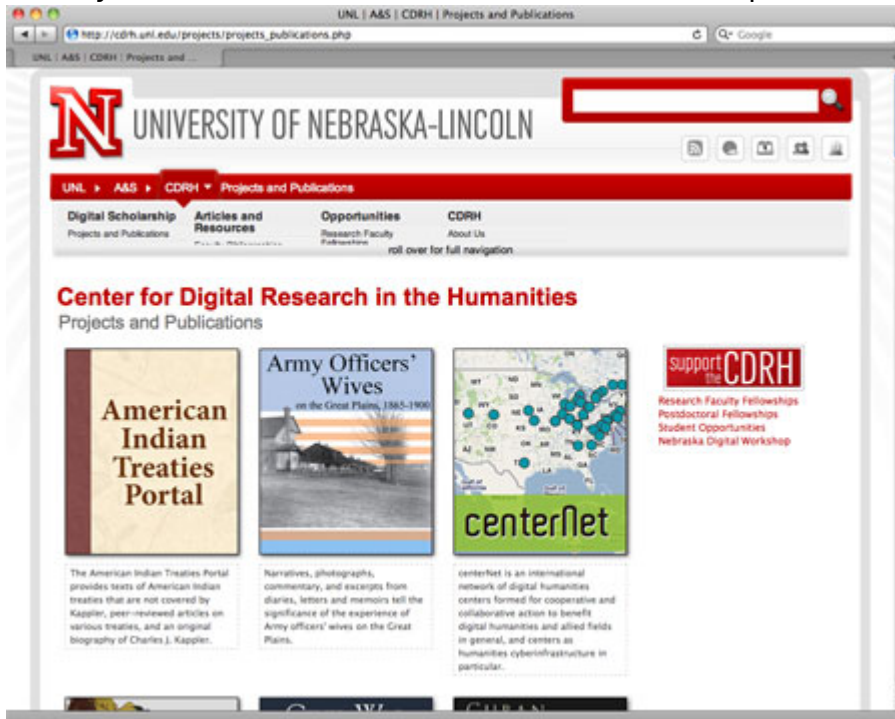 UNL | A&S | CDRH | Projects and Publications
http://cdrh.unl.edu/projects/projects_publications.php
Google
UNL | A&S | CDRH | Projects and ...
N UNIVERSITY OF NEBRASKA-LINCOLN
UNL A&S CDRH Projects and Publications
Digital Scholarship
Projects and Publications
Articles and
Resources
Opportunities
Research Faculty
Fellowships
CDRH
About Us
roll over for full navigation
Center for Digital Research in the Humanities
Projects and Publications
American
Indian
Treaties
Portal
The American Indian Treaties Portal
provides texts of American Indian
treaties that are not covered by
Kappler, peer-reviewed articles on
various treaties, and an original
biography of Charles J. Kappler.
Army Officers'
Wives
on the Great Plains, 1865-1900
Narratives, photographs,
commentary, and excerpts from
diaries, letters and memoirs tell the
significance of the experience of
Army officers' wives on the Great
Plains.
centerNet
centerNet is an international
network of digital humanities
centers formed for cooperative and
collaborative action to benefit
digital humanities and allied fields
in general, and centers as
humanities cyberinfrastructure in
particular.
support
the CDRH
Research Faculty Fellowships
Postdoctoral Fellowships
Student Opportunities
Nebraska Digital Workshop